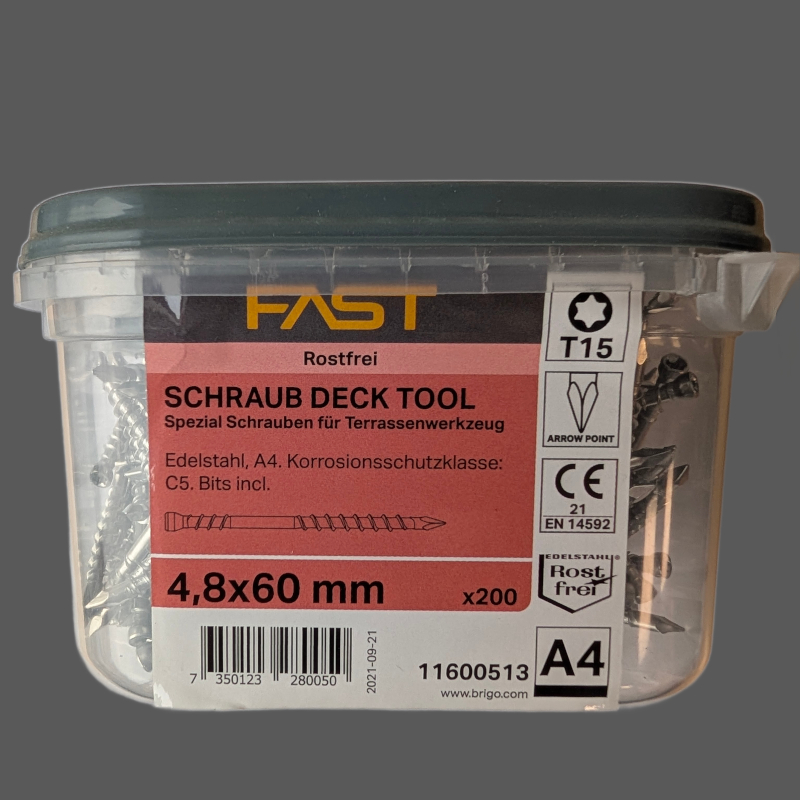 FAST
Rostfrei
SCHRAUB DECK TOOL
Spezial Schrauben für Terrassenwerkzeug
Edelstahl, A4. Korrosionsschutzklasse:
C5. Bits incl.
4,8x60 mm
x200
7 350123 280050
2021-09-21
11600513
www.brigo.com
T15
ARROW POINT
CE
21
EN 14592
EDELSTAHL®
Rost
frei
A4